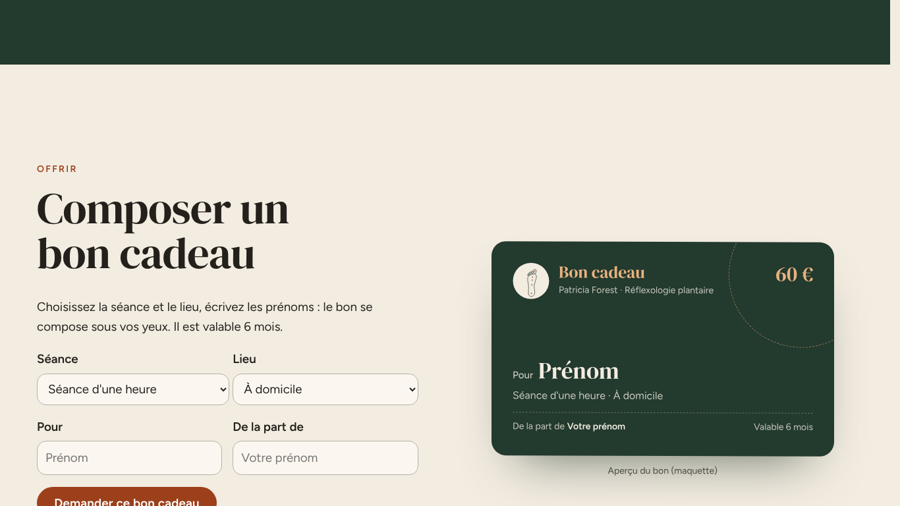 OFFRIR
Composer un
bon cadeau
Choisissez la séance et le lieu, écrivez les prénoms : le bon se
compose sous vos yeux. Il est valable 6 mois.
Séance
Lieu
Séance d'une heure
À domicile
Pour
De la part de
Prénom
Votre prénom
Demander ce bon cadeau
Bon cadeau
60 €
Patricia Forest · Réflexologie plantaire
Pour Prénom
Séance d'une heure · À domicile
De la part de Votre prénom
Valable 6 mois
Aperçu du bon (maquette)